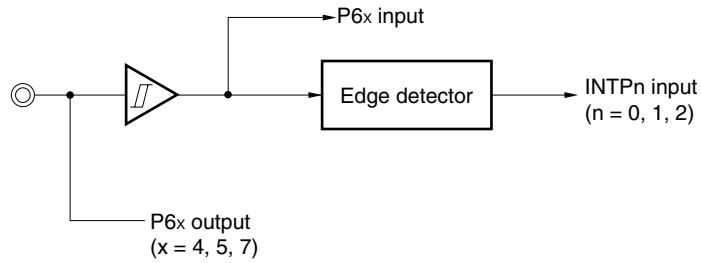 P6x input
Edge detector
INTPn input
(n = 0, 1, 2)
P6x output
(x = 4, 5, 7)